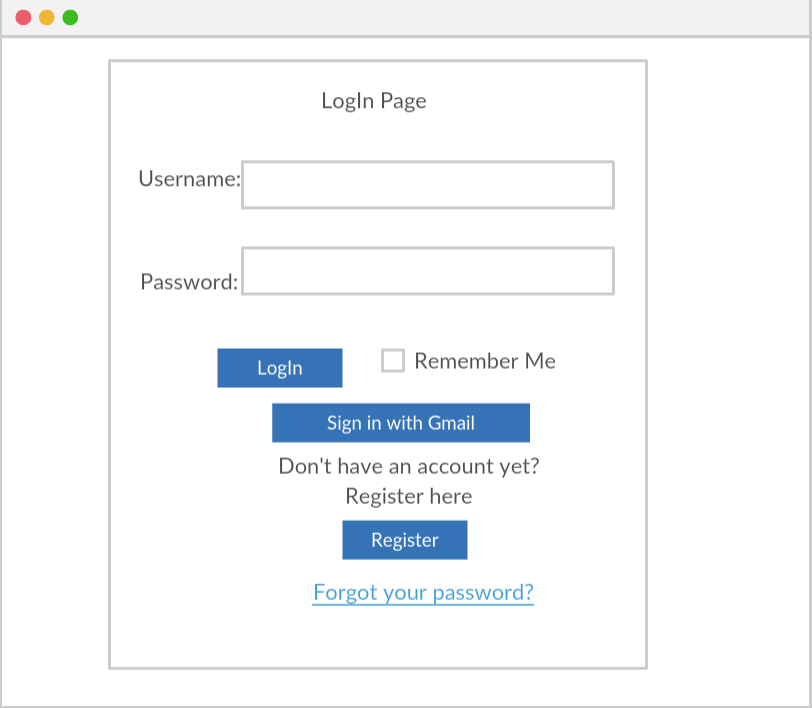 LogIn Page
Username:
Password:
LogIn
Remember Me
Sign in with Gmail
Don't have an account yet?
Register here
Register
Forgot your password?